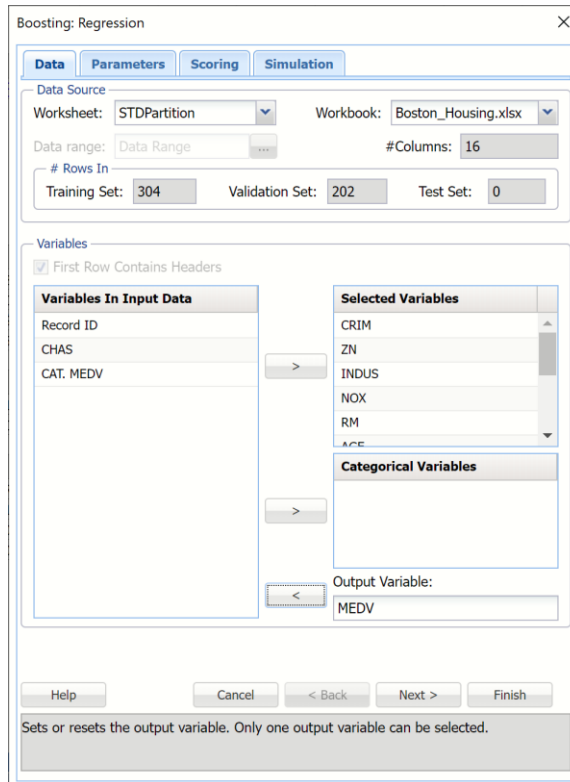 Boosting: Regression
Data Parameters Scoring Simulation
Data Source
Worksheet: STDPartition Workbook: Boston_Housing.xlsx
Data range: Data Range ... #Columns: 16
# Rows In
Training Set: 304 Validation Set: 202 Test Set: 0
Variables
First Row Contains Headers
Variables In Input Data Selected Variables
Record ID CRIM
CHAS ZN
CAT. MEDV > INDUS
NOX
RM
AGE
Categorical Variables
>
Output Variable:
< MEDV
Help Cancel < Back Next > Finish
Sets or resets the output variable. Only one output variable can be selected.